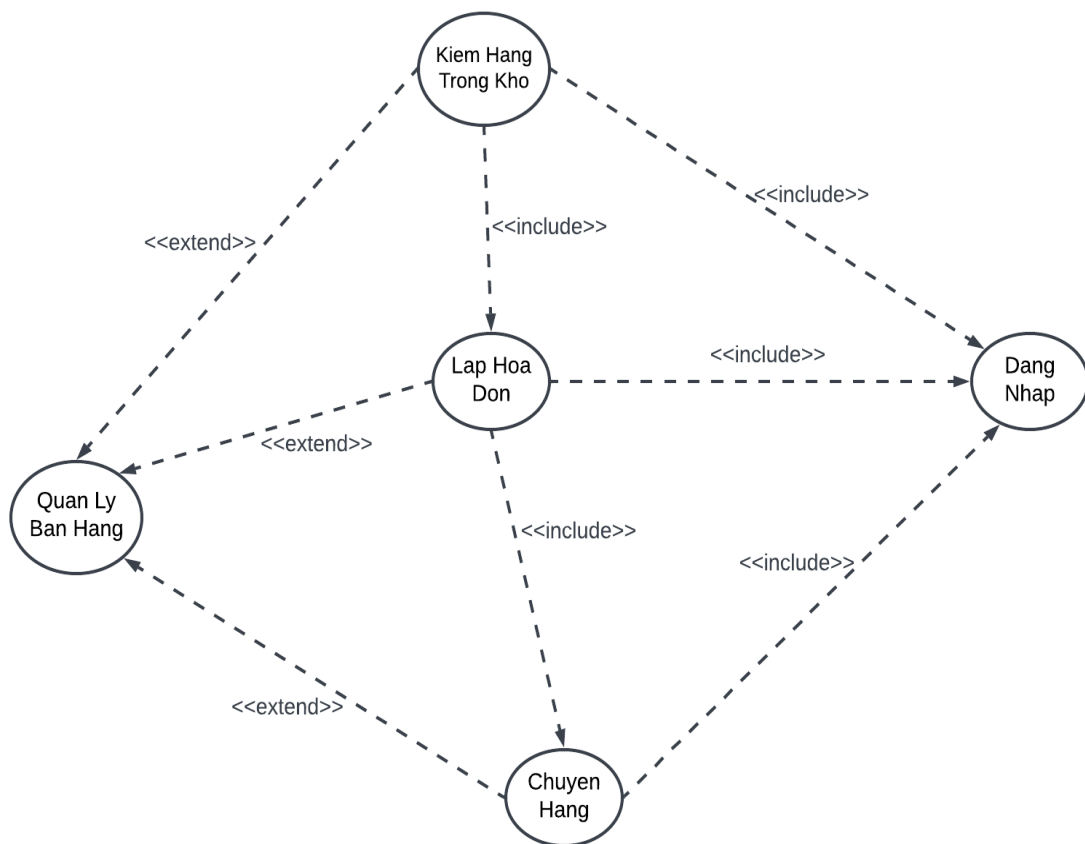 Kiem Hang
Trong Kho
<<include>>
<<include>>
<<extend>>
Lap Hoa
Don
<<include>>
Dang
Nhap
<<extend>>
Quan Ly
Ban Hang
<<include>>
<<include>>
<<extend>>
Chuyen
Hang